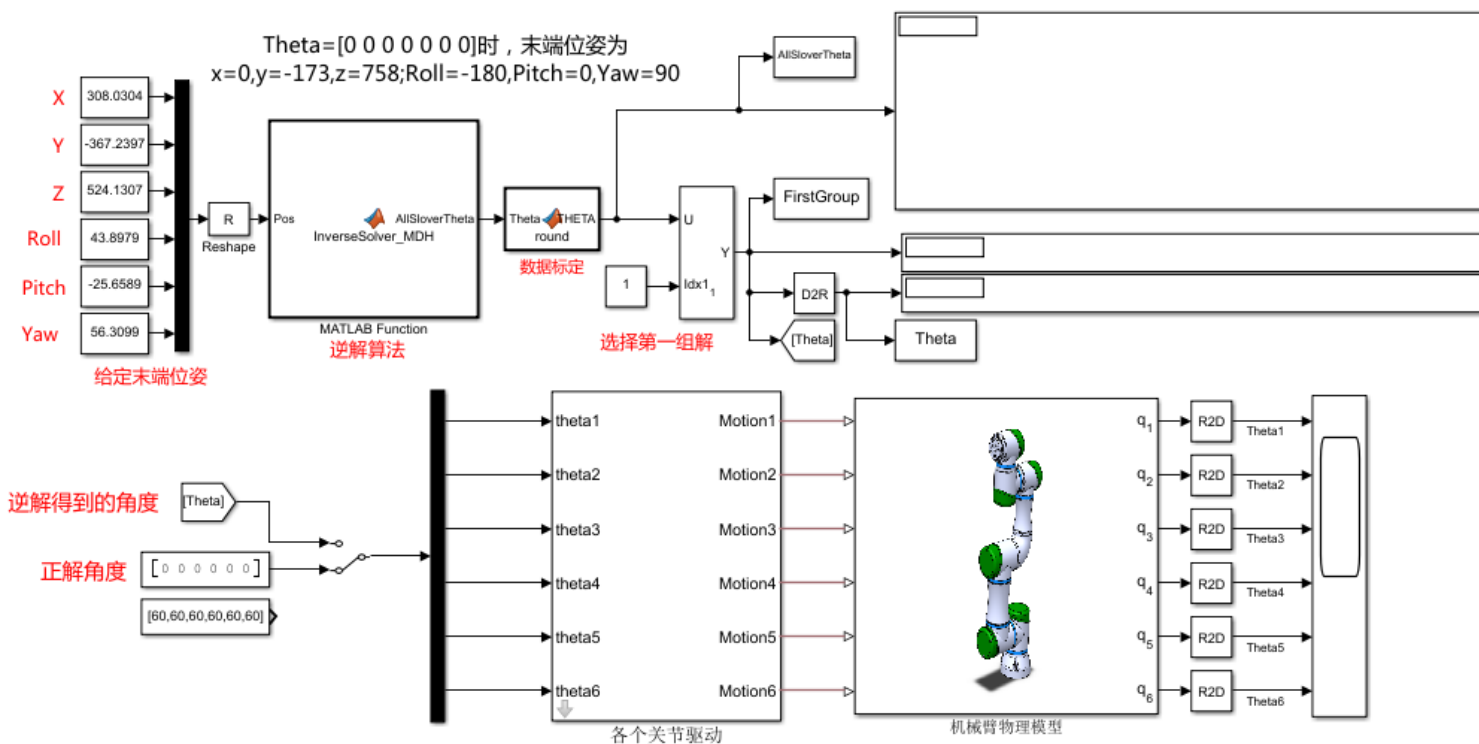 Theta=[0 0 0 0 0 0 0]时，末端位姿为
x=0,y=-173,z=758;Roll=-180,Pitch=0,Yaw=90
X
308.0304
Y
-367.2397
Z
524.1307
Roll
43.8979
Pitch
-25.6589
Yaw
56.3099
给定末端位姿
R
Reshape
Pos
AllSloverTheta
InverseSolver_MDH
MATLAB Function
逆解算法
Theta
THETA
round
数据标定
AllSloverTheta
1
U
Idx1
1
Y
选择第一组解
FirstGroup
D2R
[Theta]
Theta
逆解得到的角度
[Theta]
正解角度
[0 0 0 0 0 0]
[60,60,60,60,60,60]
theta1
theta2
theta3
theta4
theta5
theta6
Motion1
Motion2
Motion3
Motion4
Motion5
Motion6
各个关节驱动
q1
q2
q3
q4
q5
q6
机械臂物理模型
R2D
Theta1
R2D
Theta2
R2D
Theta3
R2D
Theta4
R2D
Theta5
R2D
Theta6